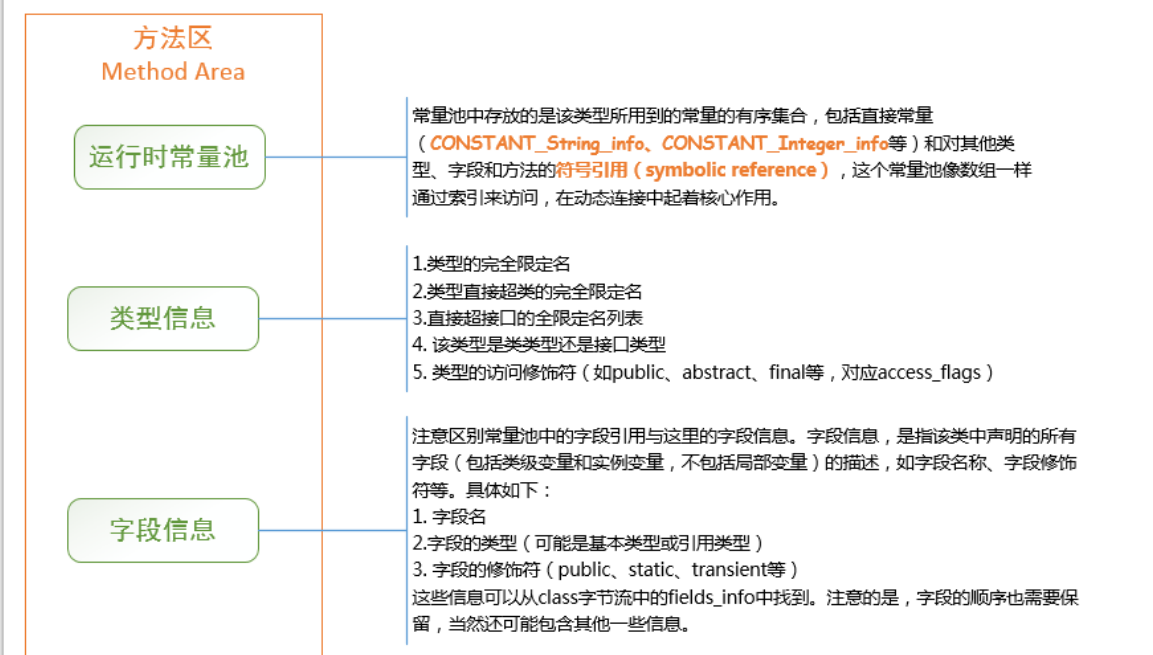 方法区
Method Area
运行时常量池
常量池中存放的是该类型所用到的常量的有序集合，包括直接常量
（CONSTANT_String_info、CONSTANT_Integer_info等）和对其他类
型、字段和方法的符号引用（symbolic reference），这个常量池像数组一样
通过索引来访问，在动态连接中起着核心作用。
类型信息
1.类型的完全限定名
2.类型直接超类的完全限定名
3.直接超接口的全限定名列表
4. 该类型是类类型还是接口类型
5. 类型的访问修饰符（如public、abstract、final等，对应access_flags）
字段信息
注意区别常量池中的字段引用与这里的字段信息。字段信息，是指该类中声明的所有
字段（包括类级变量和实例变量，不包括局部变量）的描述，如字段名称、字段修饰
符等。具体如下：
1. 字段名
2.字段的类型（可能是基本类型或引用类型）
3. 字段的修饰符（public、static、transient等）
这些信息可以从class字节流中的fields_info中找到。注意的是，字段的顺序也需要保
留，当然还可能包含其他一些信息。